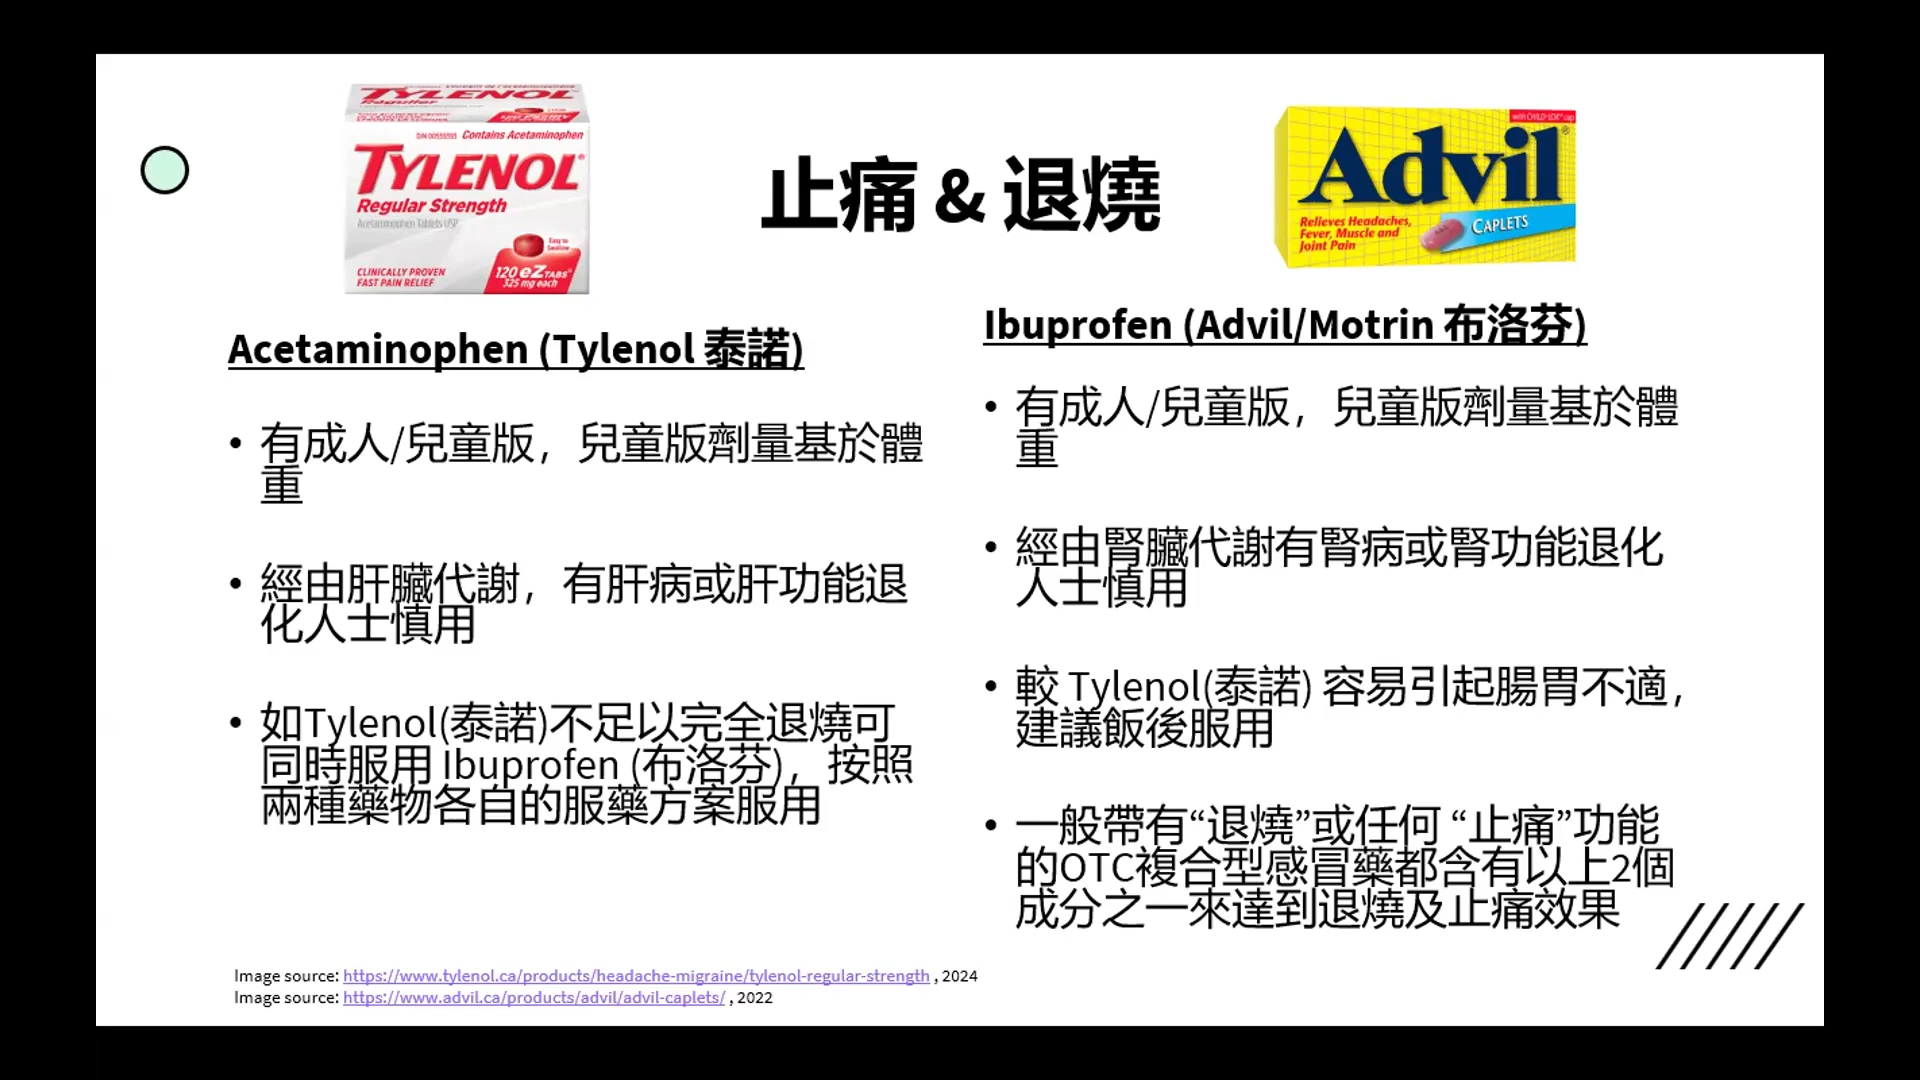 TYLENOL
Regular
DIN 00559393 Contains Acetaminophen
TYLENOL®
Regular Strength
Acetaminophen Tablets USP
Easy to
Swallow
CLINICALLY PROVEN
FAST PAIN RELIEF
120 eZ TABS
325 mg each
止痛 & 退燒
Advil®
Relieves Headaches,
Fever, Muscle and
Joint Pain
CAPLETS
Acetaminophen (Tylenol 泰諾)
• 有成人/兒童版，兒童版劑量基於體
重
• 經由肝臟代謝，有肝病或肝功能退
化人士慎用
• 如Tylenol(泰諾)不足以完全退燒可
同時服用 Ibuprofen (布洛芬)，按照
兩種藥物各自的服藥方案服用
Ibuprofen (Advil/Motrin 布洛芬)
• 有成人/兒童版，兒童版劑量基於體
重
• 經由腎臟代謝有腎病或腎功能退化
人士慎用
• 較 Tylenol(泰諾) 容易引起腸胃不適，
建議飯後服用
• 一般帶有“退燒”或任何 “止痛”功能
的OTC複合型感冒藥都含有以上2個
成分之一來達到退燒及止痛效果
Image source: https://www.tylenol.ca/products/headache-migraine/tylenol-regular-strength , 2024
Image source: https://www.advil.ca/products/advil/advil-caplets/ , 2022